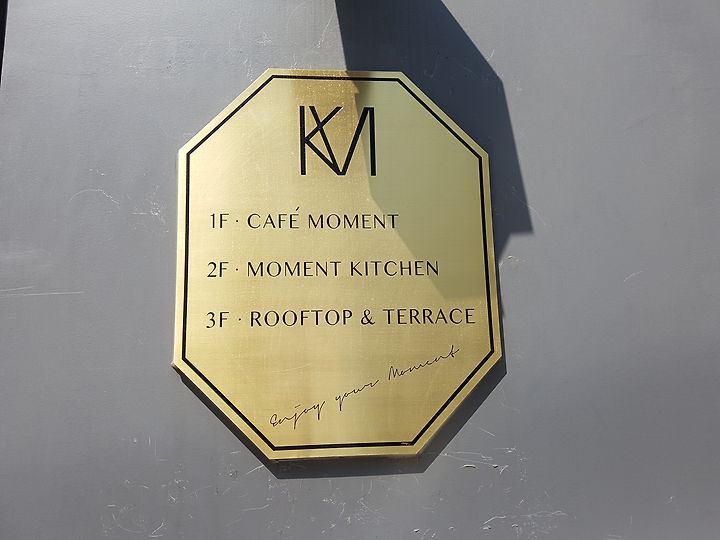 KM
1F · CAFÉ MOMENT
2F · MOMENT KITCHEN
3F · ROOFTOP & TERRACE
Enjoy your Moment